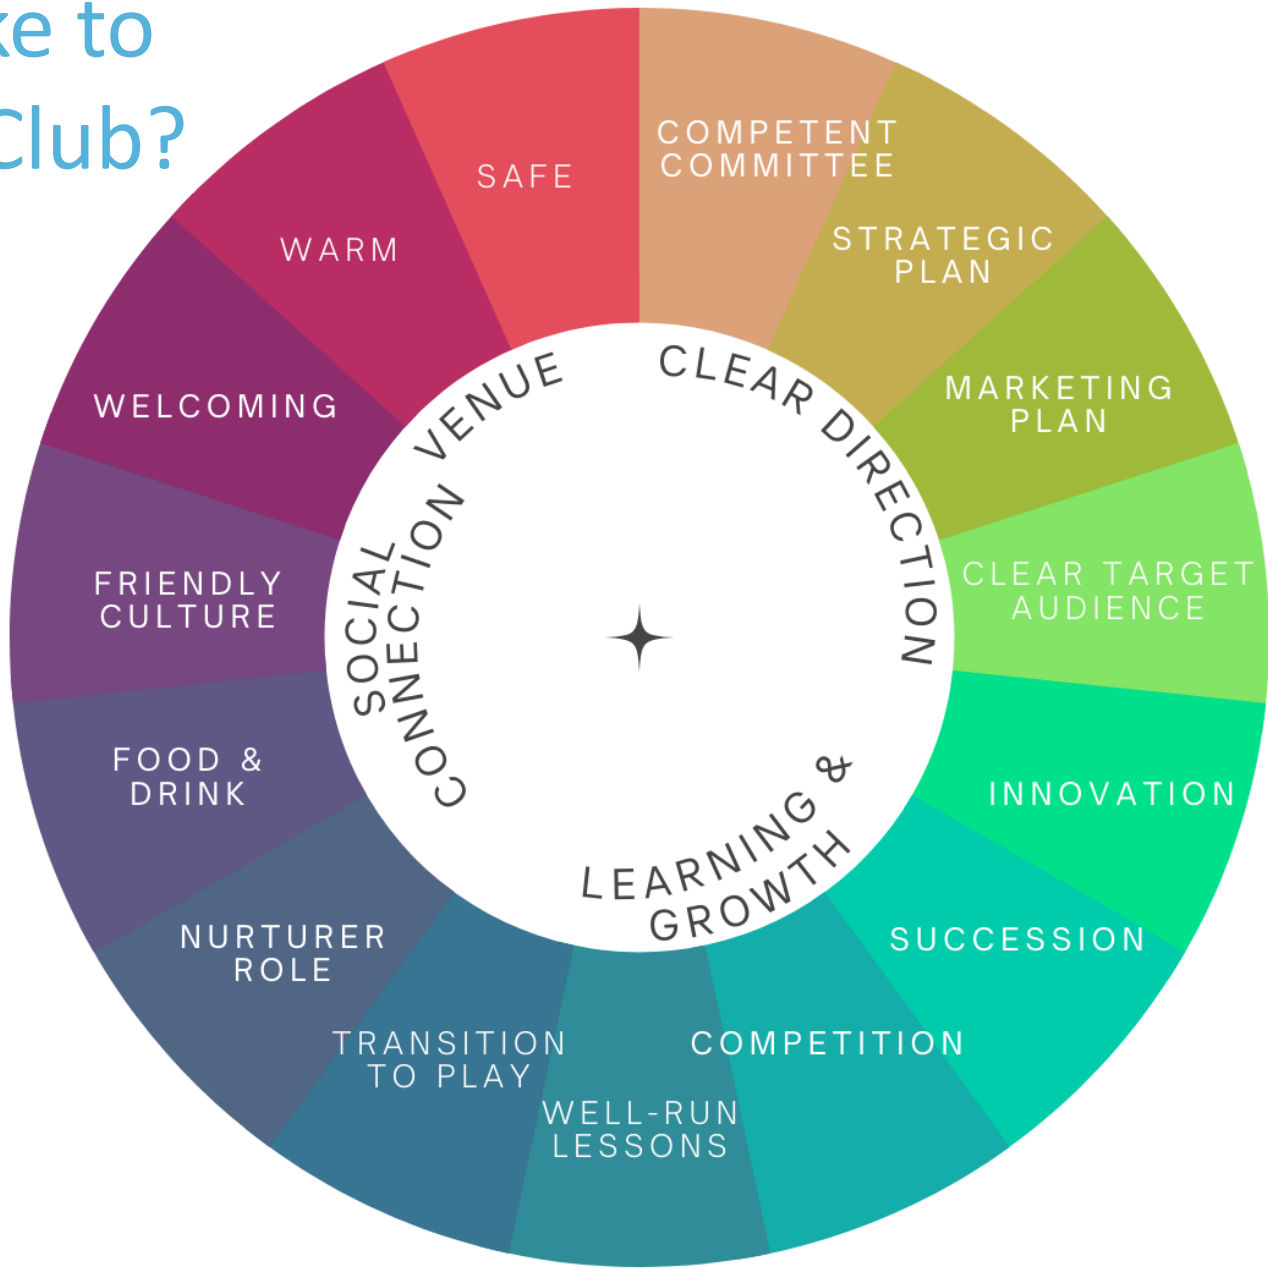 ke to
Club?
COMPETENT
COMMITTEE
STRATEGIC
PLAN
MARKETING
PLAN
CLEAR TARGET
AUDIENCE
INNOVATION
SUCCESSION
COMPETITION
WELL-RUN
LESSONS
TRANSITION
TO PLAY
NURTURER
ROLE
FOOD &
DRINK
FRIENDLY
CULTURE
WELCOMING
WARM
SAFE
CLEAR DIRECTION
LEARNING &
GROWTH
SOCIAL
CONNECTION
VENUE